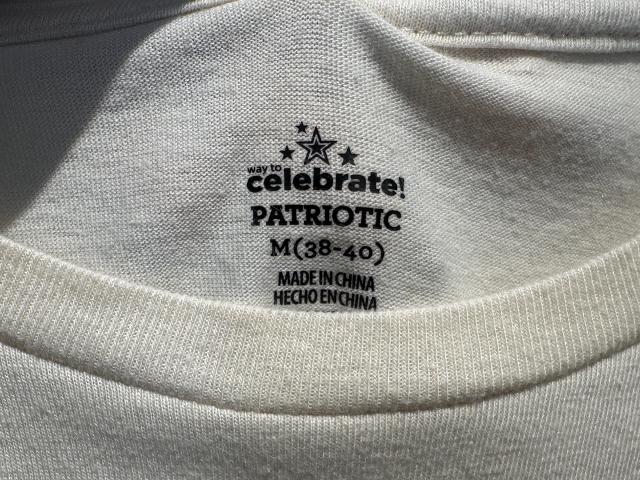 way to
celebrate!
PATRIOTIC
M(38-40)
MADE IN CHINA
HECHO EN CHINA